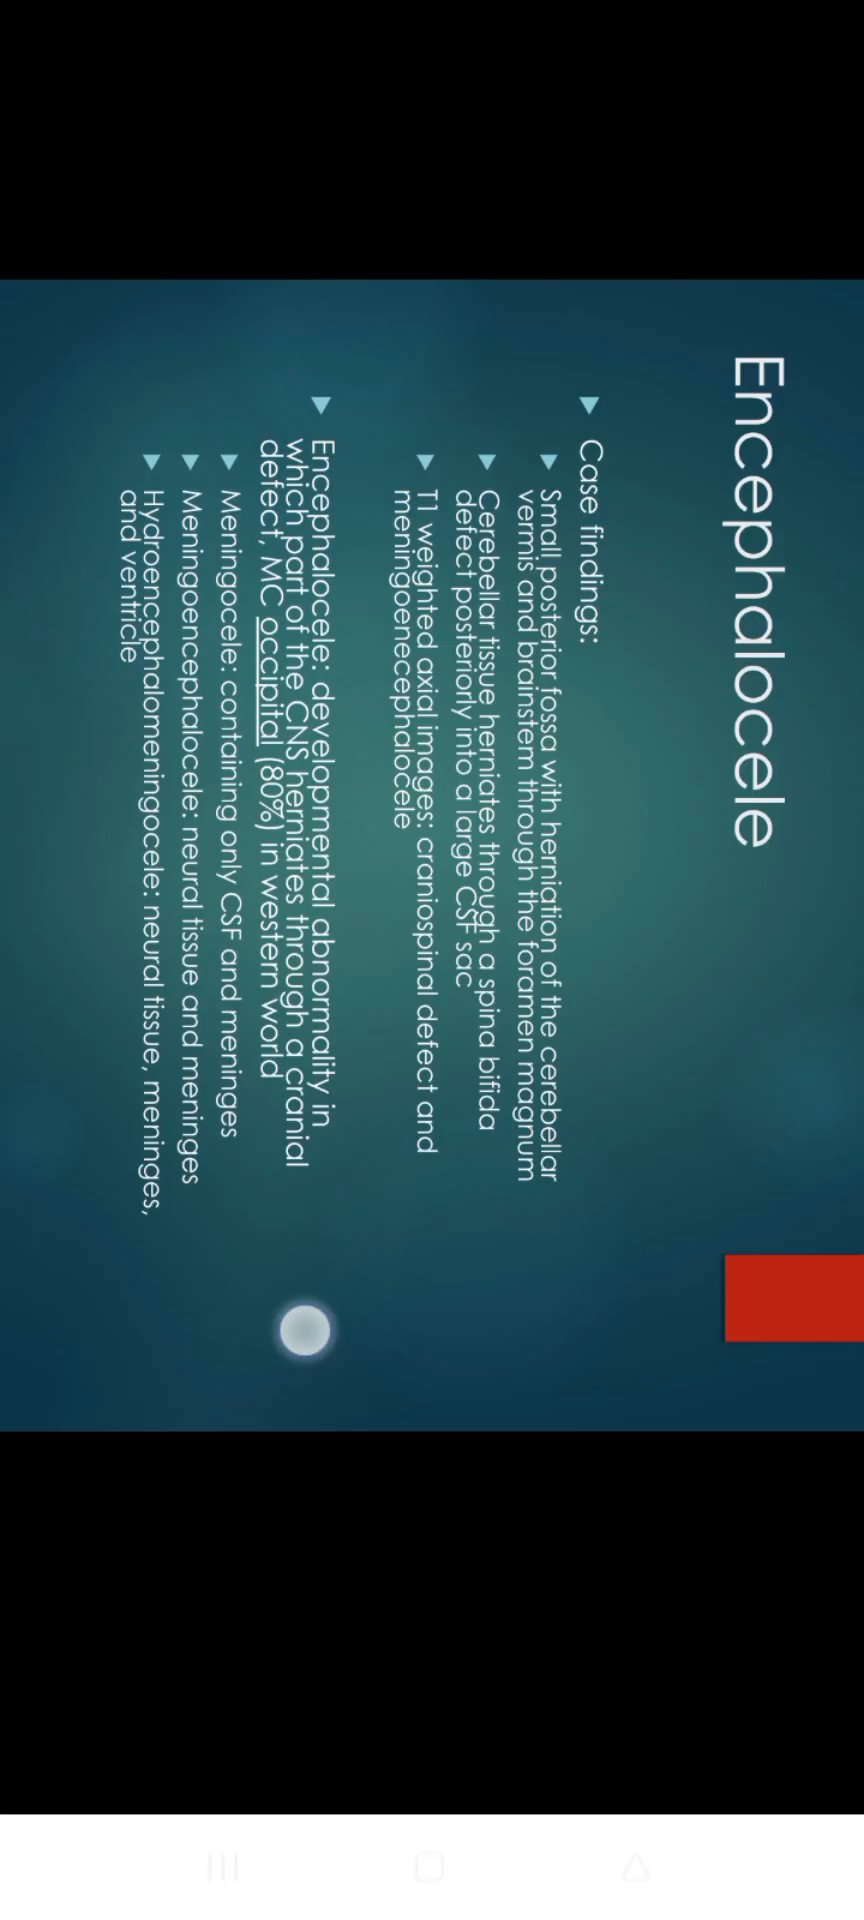 Encephalocele
Case findings:
Small posterior fossa with herniation of the cerebellar
vermis and brainstem through the foramen magnum
Cerebellar tissue herniates through a spina bifida
defect posteriorly into a large CSF sac
T1 weighted axial images: craniospinal defect and
meningoenecephalocele
Encephalocele: developmental abnormality in
which part of the CNS herniates through a cranial
defect, MC occipital (80%) in western world
Meningocele: containing only CSF and meninges
Meningoencephalocele: neural tissue and meninges
Hydroencephalomeningocele: neural tissue, meninges,
and ventricle